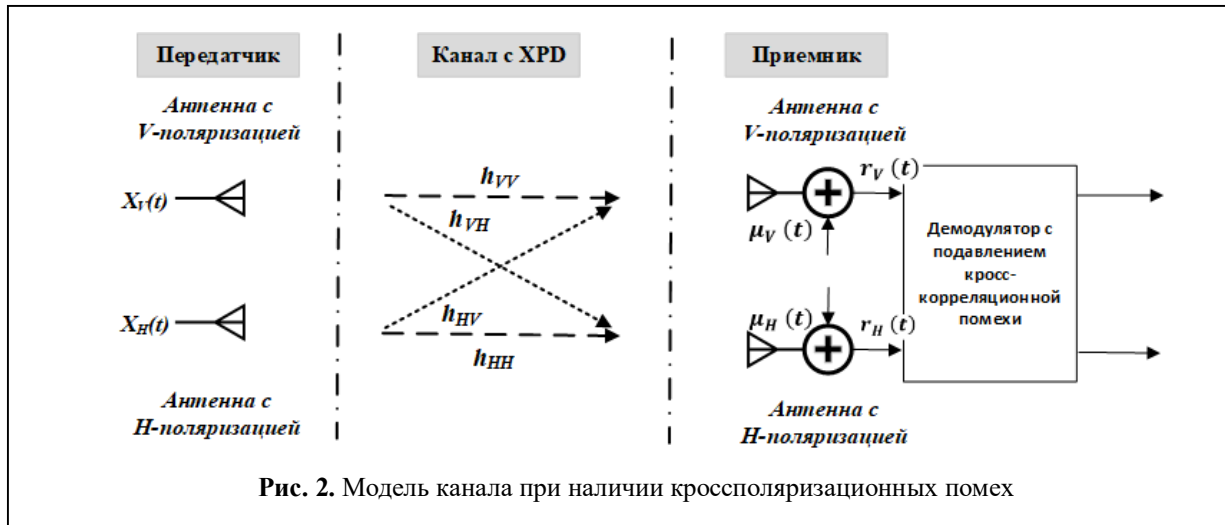 Передатчик
Канал с XPD
Приемник
Антенна с
V-поляризацией
Антенна с
V-поляризацией
X_V(t)
h_VV
h_VH
r_V (t)
μ_V (t)
Демодулятор с
подавлением
кросс-
корреляционной
помехи
X_H(t)
h_HV
h_HH
μ_H (t)
r_H (t)
Антенна с
H-поляризацией
Антенна с
H-поляризацией
Рис. 2. Модель канала при наличии кроссполяризационных помех